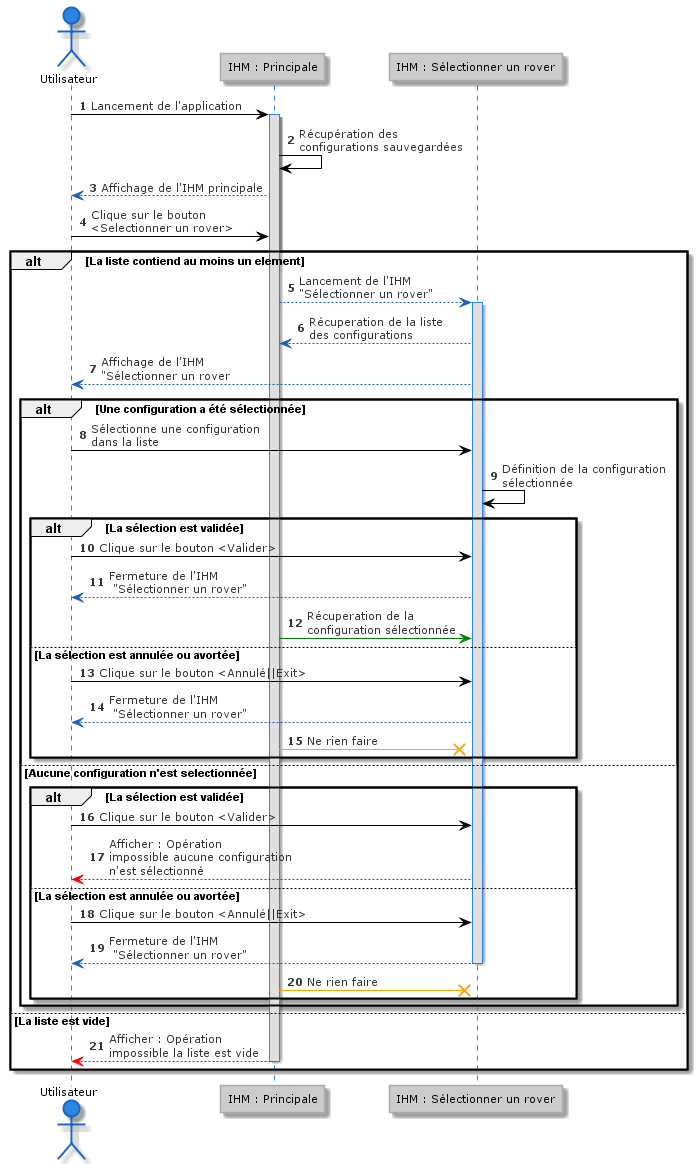 Utilisateur
IHM : Principale
IHM : Sélectionner un rover
1 Lancement de l'application
2 Récupération des
configurations sauvegardées
3 Affichage de l'IHM principale
4 Clique sur le bouton
<Selectionner un rover>
alt [La liste contiend au moins un element]
5 Lancement de l'IHM
"Sélectionner un rover"
6 Récuperation de la liste
des configurations
7 Affichage de l'IHM
"Sélectionner un rover
alt [Une configuration a été sélectionnée]
8 Sélectionne une configuration
dans la liste
9 Définition de la configuration
sélectionnée
alt [La sélection est validée]
10 Clique sur le bouton <Valider>
11 Fermeture de l'IHM
"Sélectionner un rover"
12 Récuperation de la
configuration sélectionnée
[La sélection est annulée ou avortée]
13 Clique sur le bouton <Annulé||Exit>
14 Fermeture de l'IHM
"Sélectionner un rover"
15 Ne rien faire
[Aucune configuration n'est selectionnée]
alt [La sélection est validée]
16 Clique sur le bouton <Valider>
17 Afficher : Opération
impossible aucune configuration
n'est sélectionné
[La sélection est annulée ou avortée]
18 Clique sur le bouton <Annulé||Exit>
19 Fermeture de l'IHM
"Sélectionner un rover"
20 Ne rien faire
[La liste est vide]
21 Afficher : Opération
impossible la liste est vide
Utilisateur
IHM : Principale
IHM : Sélectionner un rover